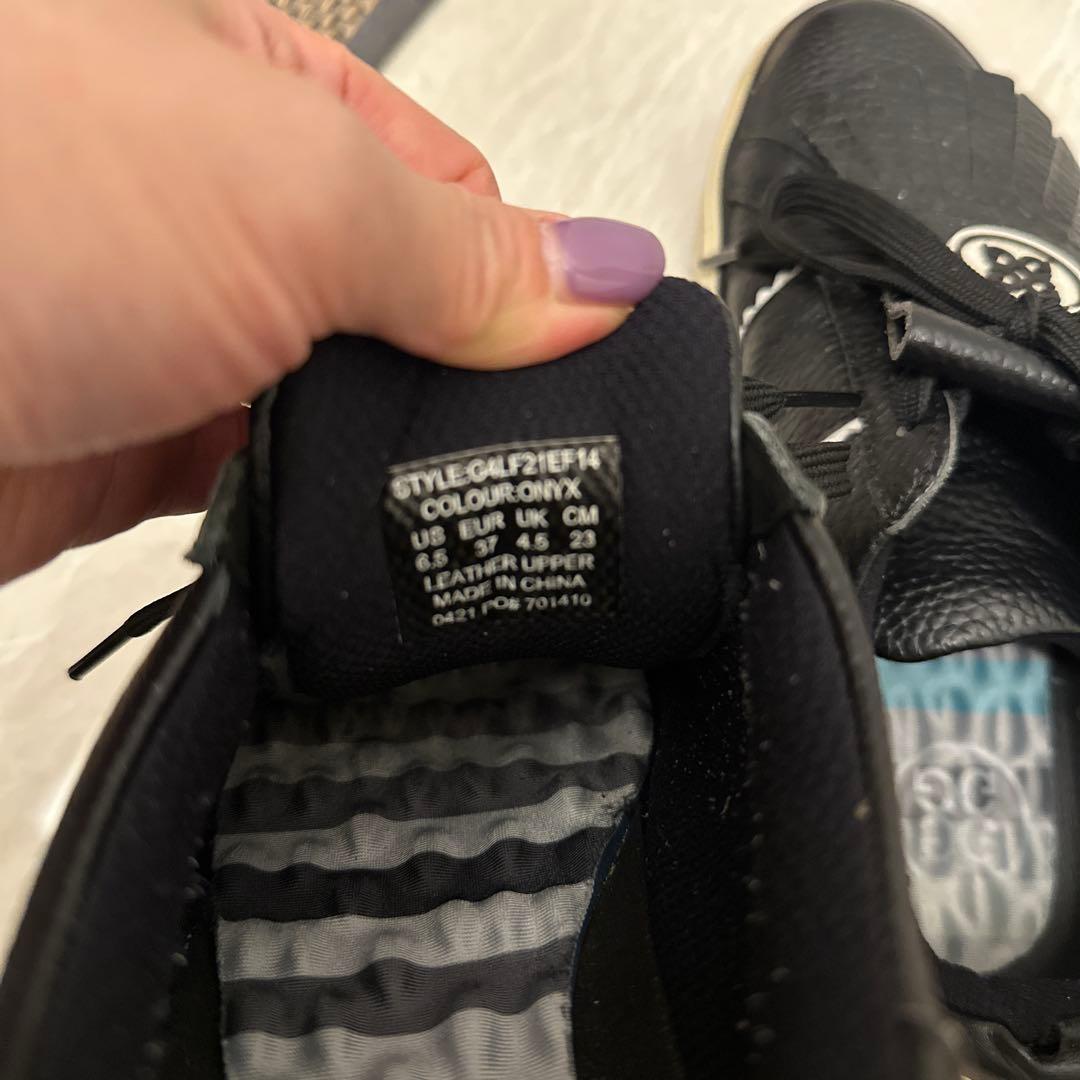 STYLE:G4LF21EF14
COLOUR:ONYX
US EUR UK CM
6.5 37 4.5 23
LEATHER UPPER
MADE IN CHINA
0421 PO# 701410